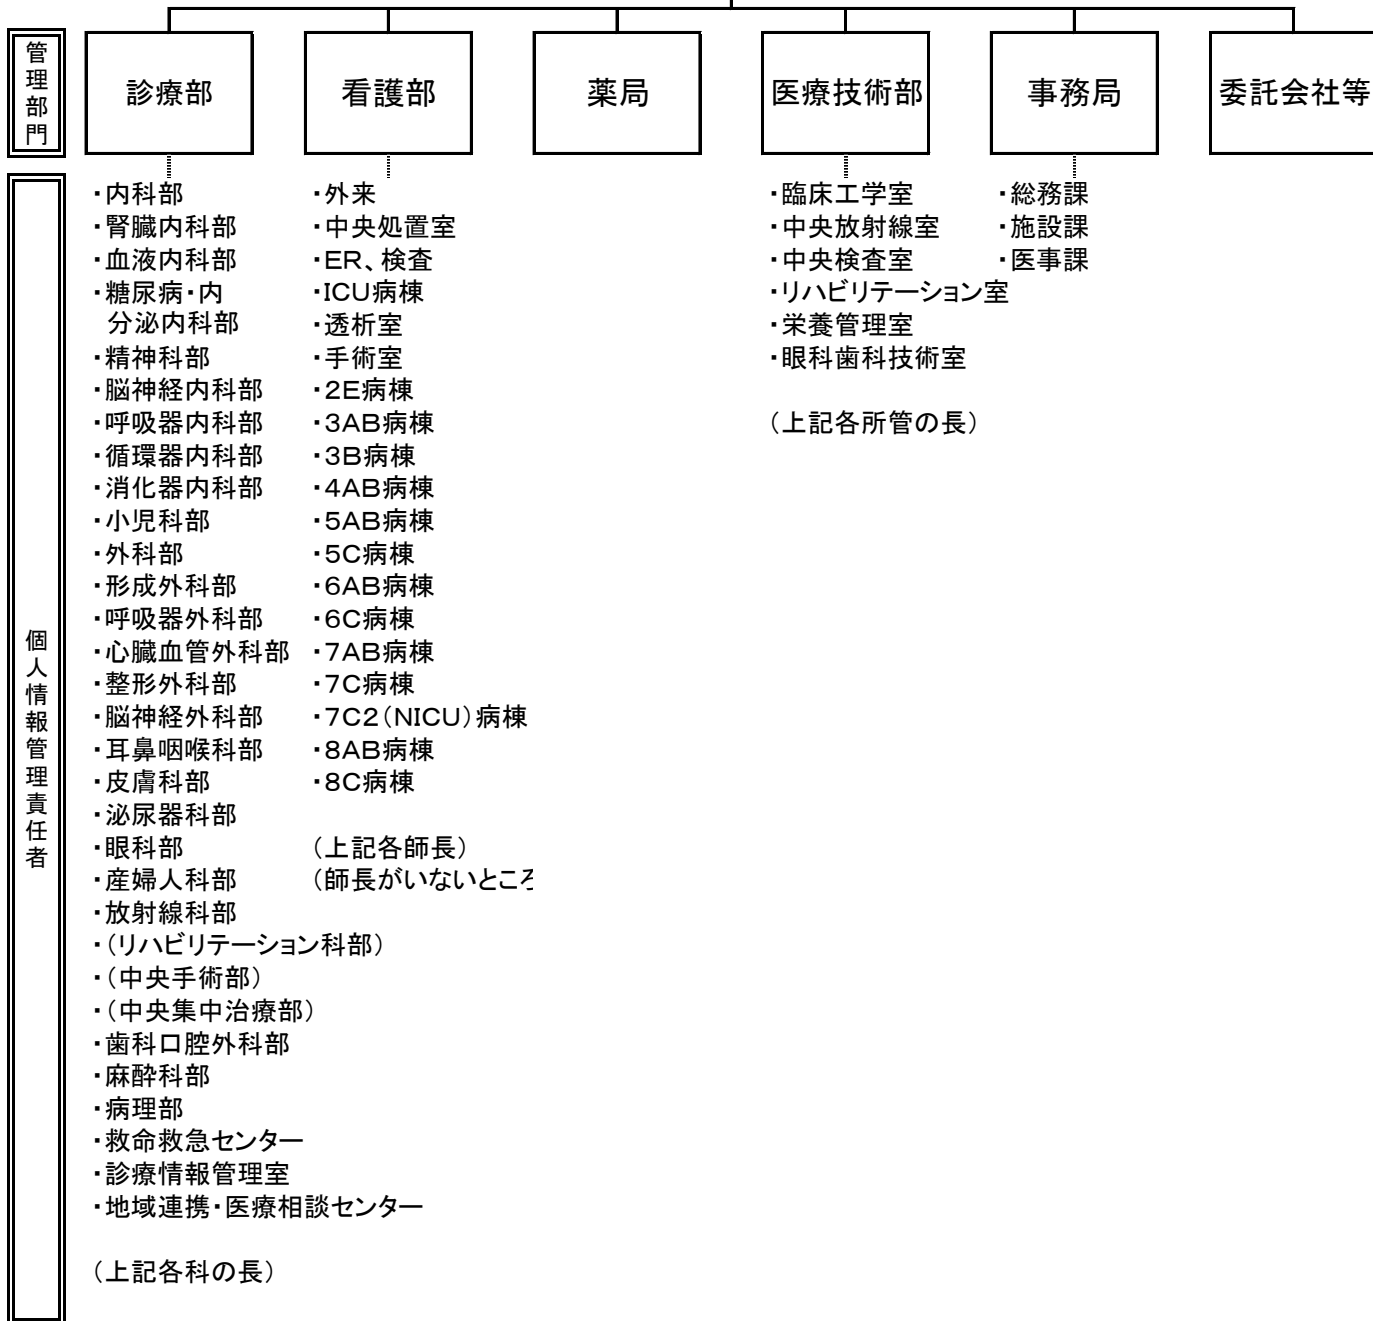 管理部門
診療部
看護部
薬局
医療技術部
事務局
委託会社等
個人情報管理責任者
・内科部
・腎臓内科部
・血液内科部
・糖尿病・内
分泌内科部
・精神科部
・脳神経内科部
・呼吸器内科部
・循環器内科部
・消化器内科部
・小児科部
・外科部
・形成外科部
・呼吸器外科部
・心臓血管外科部
・整形外科部
・脳神経外科部
・耳鼻咽喉科部
・皮膚科部
・泌尿器科部
・眼科部
・産婦人科部
・放射線科部
・（リハビリテーション科部）
・（中央手術部）
・（中央集中治療部）
・歯科口腔外科部
・麻酔科部
・病理部
・救命救急センター
・診療情報管理室
・地域連携・医療相談センター
（上記各科の長）
・外来
・中央処置室
・ER、検査
・ICU病棟
・透析室
・手術室
・2E病棟
・3AB病棟
・3B病棟
・4AB病棟
・5AB病棟
・5C病棟
・6AB病棟
・6C病棟
・7AB病棟
・7C病棟
・7C2（NICU）病棟
・8AB病棟
・8C病棟
（上記各師長）
（師長がいないところ
・臨床工学室
・中央放射線室
・中央検査室
・リハビリテーション室
・栄養管理室
・眼科歯科技術室
（上記各所管の長）
・総務課
・施設課
・医事課